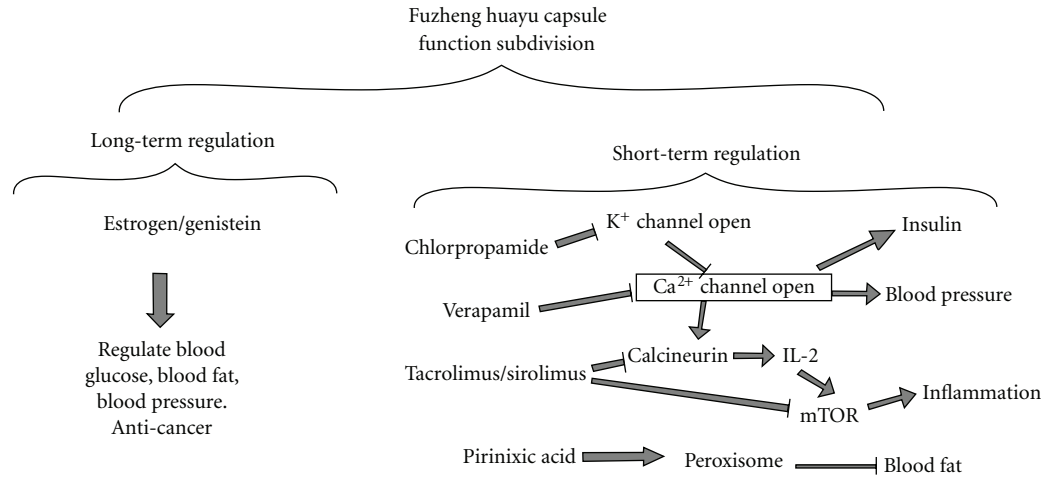 Fuzheng huayu capsule
function subdivision
Long-term regulation
Estrogen/genistein
Regulate blood
glucose, blood fat,
blood pressure.
Anti-cancer
Short-term regulation
K+ channel open
Insulin
Chlorpropamide
Ca2+ channel open
Blood pressure
Verapamil
Calcineurin
IL-2
Tacrolimus/sirolimus
Inflammation
mTOR
Pirinixic acid
Peroxisome
Blood fat